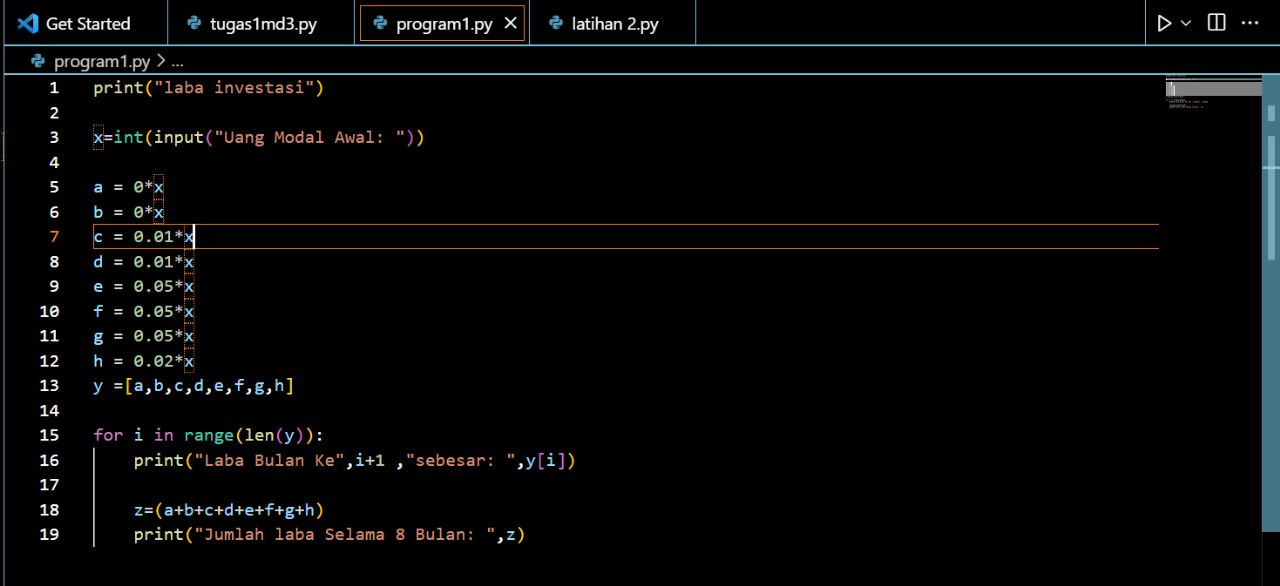 Get Started tugas1md3.py program1.py latihan 2.py
program1.py > ...
1 print("laba investasi")
2
3 x=int(input("Uang Modal Awal: "))
4
5 a = 0*x
6 b = 0*x
7 c = 0.01*x
8 d = 0.01*x
9 e = 0.05*x
10 f = 0.05*x
11 g = 0.05*x
12 h = 0.02*x
13 y =[a,b,c,d,e,f,g,h]
14
15 for i in range(len(y)):
16     print("Laba Bulan Ke",i+1 ,"sebesar: ",y[i])
17
18     z=(a+b+c+d+e+f+g+h)
19     print("Jumlah laba Selama 8 Bulan: ",z)